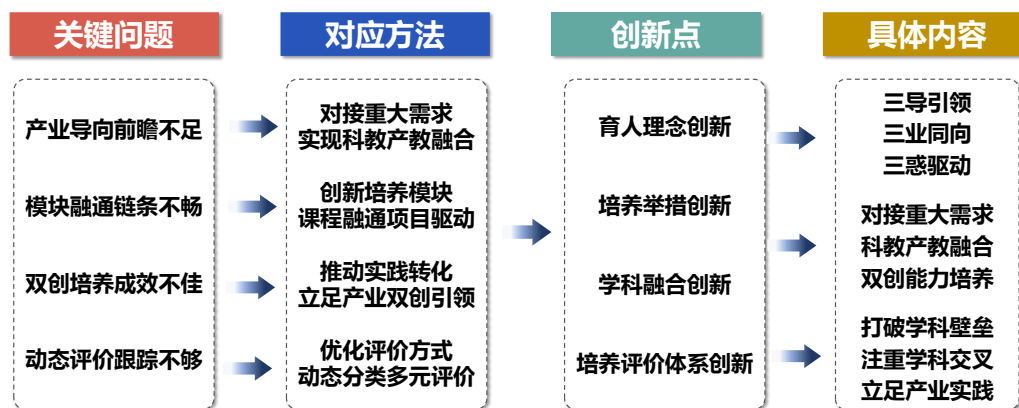 关键问题
对应方法
创新点
具体内容
产业导向前瞻不足
模块融通链条不畅
双创培养成效不佳
动态评价跟踪不够
对接重大需求
实现科教产教融合
创新培养模块
课程融通项目驱动
推动实践转化
立足产业双创引领
优化评价方式
动态分类多元评价
育人理念创新
培养举措创新
学科融合创新
培养评价体系创新
三导引领
三业同向
三惑驱动
对接重大需求
科教产教融合
双创能力培养
打破学科壁垒
注重学科交叉
立足产业实践